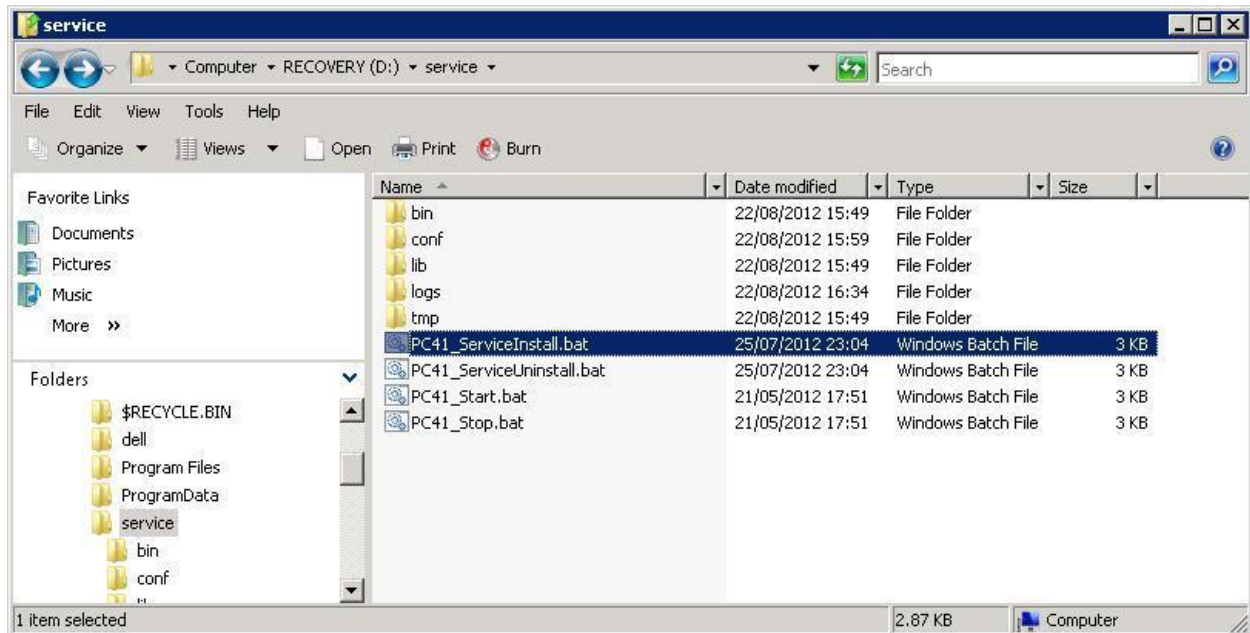 service
Computer RECOVERY (D:) service
Search
File Edit View Tools Help
Organize Views Open Print Burn
Favorite Links
Documents
Pictures
Music
More »
Folders
$RECYCLE.BIN
dell
Program Files
ProgramData
service
bin
conf
Name Date modified Type Size
bin 22/08/2012 15:49 File Folder
conf 22/08/2012 15:59 File Folder
lib 22/08/2012 15:49 File Folder
logs 22/08/2012 16:34 File Folder
tmp 22/08/2012 15:49 File Folder
PC41_ServiceInstall.bat 25/07/2012 23:04 Windows Batch File 3 KB
PC41_ServiceUninstall.bat 25/07/2012 23:04 Windows Batch File 3 KB
PC41_Start.bat 21/05/2012 17:51 Windows Batch File 3 KB
PC41_Stop.bat 21/05/2012 17:51 Windows Batch File 3 KB
1 item selected 2.87 KB Computer